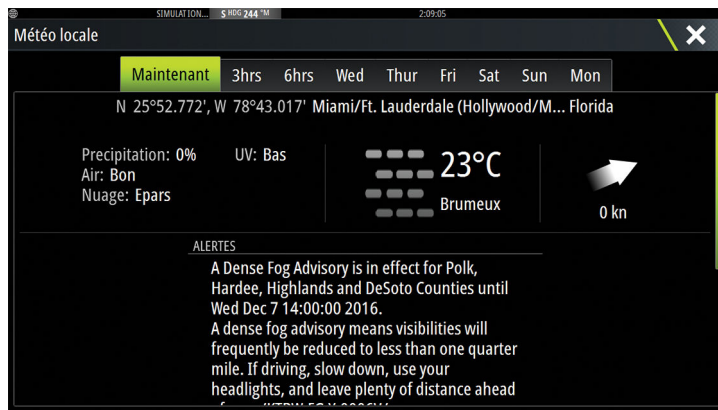 SIMULATION... S HDG 244 °M 2:09:05
Météo locale
Maintenant 3hrs 6hrs Wed Thur Fri Sat Sun Mon
N 25°52.772', W 78°43.017' Miami/Ft. Lauderdale (Hollywood/M... Florida
Precipitation: 0% UV: Bas
Air: Bon
Nuage: Epars
23°C
Brumeux
0 kn
ALERTES
A Dense Fog Advisory is in effect for Polk,
Hardee, Highlands and DeSoto Counties until
Wed Dec 7 14:00:00 2016.
A dense fog advisory means visibilities will
frequently be reduced to less than one quarter
mile. If driving, slow down, use your
headlights, and leave plenty of distance ahead